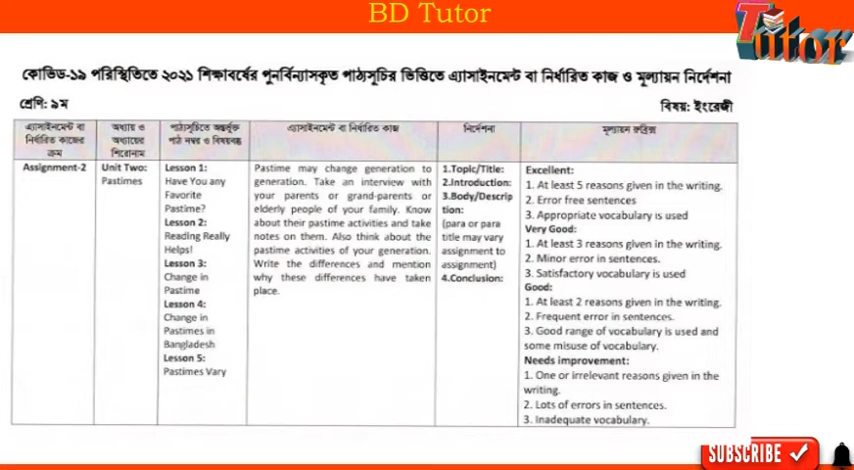 BD Tutor
Tutor
কোভিড-১৯ পরিস্থিতিতে ২০২১ শিক্ষাবর্ষের পুনর্বিন্যাসকৃত পাঠ্যসূচির ভিত্তিতে এ্যাসাইনমেন্ট বা নির্ধারিত কাজ ও মূল্যায়ন নির্দেশনা
শ্রেণি: ৯ম
বিষয়: ইংরেজী
এ্যাসাইনমেন্ট বা
নির্ধারিত কাজের
ক্রম
অধ্যায় ও
অধ্যায়ের
শিরোনাম
পাঠ্যসূচিতে অন্তর্ভুক্ত
পাঠ নম্বর ও বিষয়বস্তু
এ্যাসাইনমেন্ট বা নির্ধারিত কাজ
নির্দেশনা
মূল্যায়ন রুব্রিক্স
Assignment-2
Unit Two:
Pastimes
Lesson 1:
Have You any
Favorite
Pastime?
Lesson 2:
Reading Really
Helps!
Lesson 3:
Change in
Pastime
Lesson 4:
Change in
Pastimes in
Bangladesh
Lesson 5:
Pastimes Vary
Pastime may change generation to
generation. Take an interview with
your parents or grand-parents or
elderly people of your family. Know
about their pastime activities and take
notes on them. Also think about the
pastime activities of your generation.
Write the differences and mention
why these differences have taken
place.
1.Topic/Title:
2.Introduction:
3.Body/Descrip
tion:
(para or para
title may vary
assignment to
assignment)
4.Conclusion:
Excellent:
1. At least 5 reasons given in the writing.
2. Error free sentences
3. Appropriate vocabulary is used
Very Good:
1. At least 3 reasons given in the writing.
2. Minor error in sentences.
3. Satisfactory vocabulary is used
Good:
1. At least 2 reasons given in the writing.
2. Frequent error in sentences.
3. Good range of vocabulary is used and
some misuse of vocabulary.
Needs improvement:
1. One or irrelevant reasons given in the
writing.
2. Lots of errors in sentences.
3. Inadequate vocabulary.
SUBSCRIBE